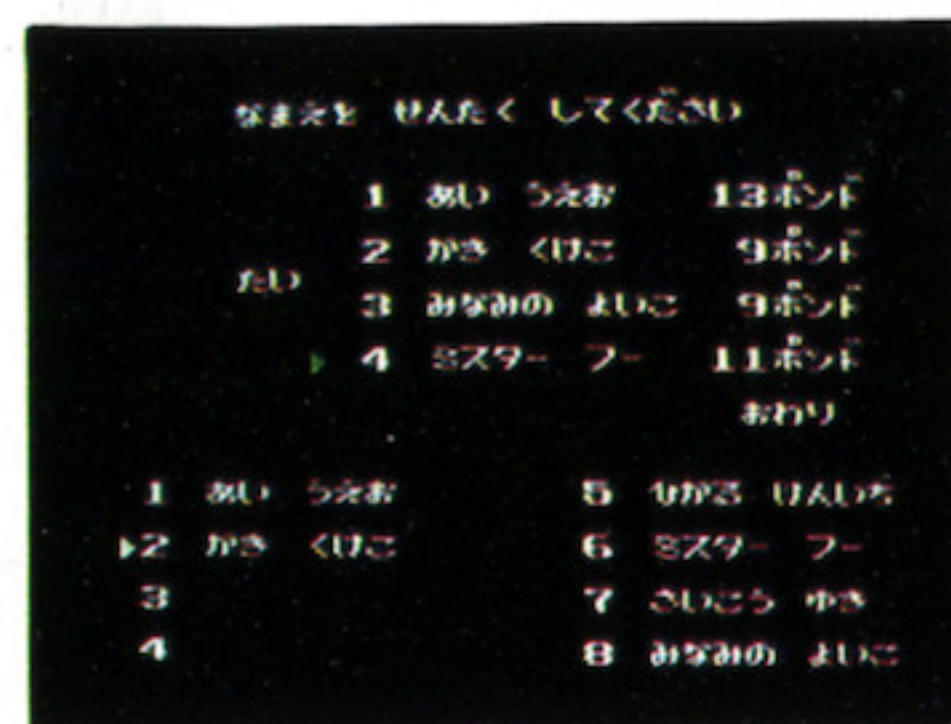 なまえを せんたく してください
1 あい うえお 13ポンド
2 かき くけこ 9ポンド
たい
3 みなみの よいこ 9ポンド
4 ミスター フー 11ポンド
おわり
1 あい うえお 5 ひかる けんいち
2 かき くけこ 6 ミスター フー
3 7 さいこう ゆき
4 8 みなみの よいこ